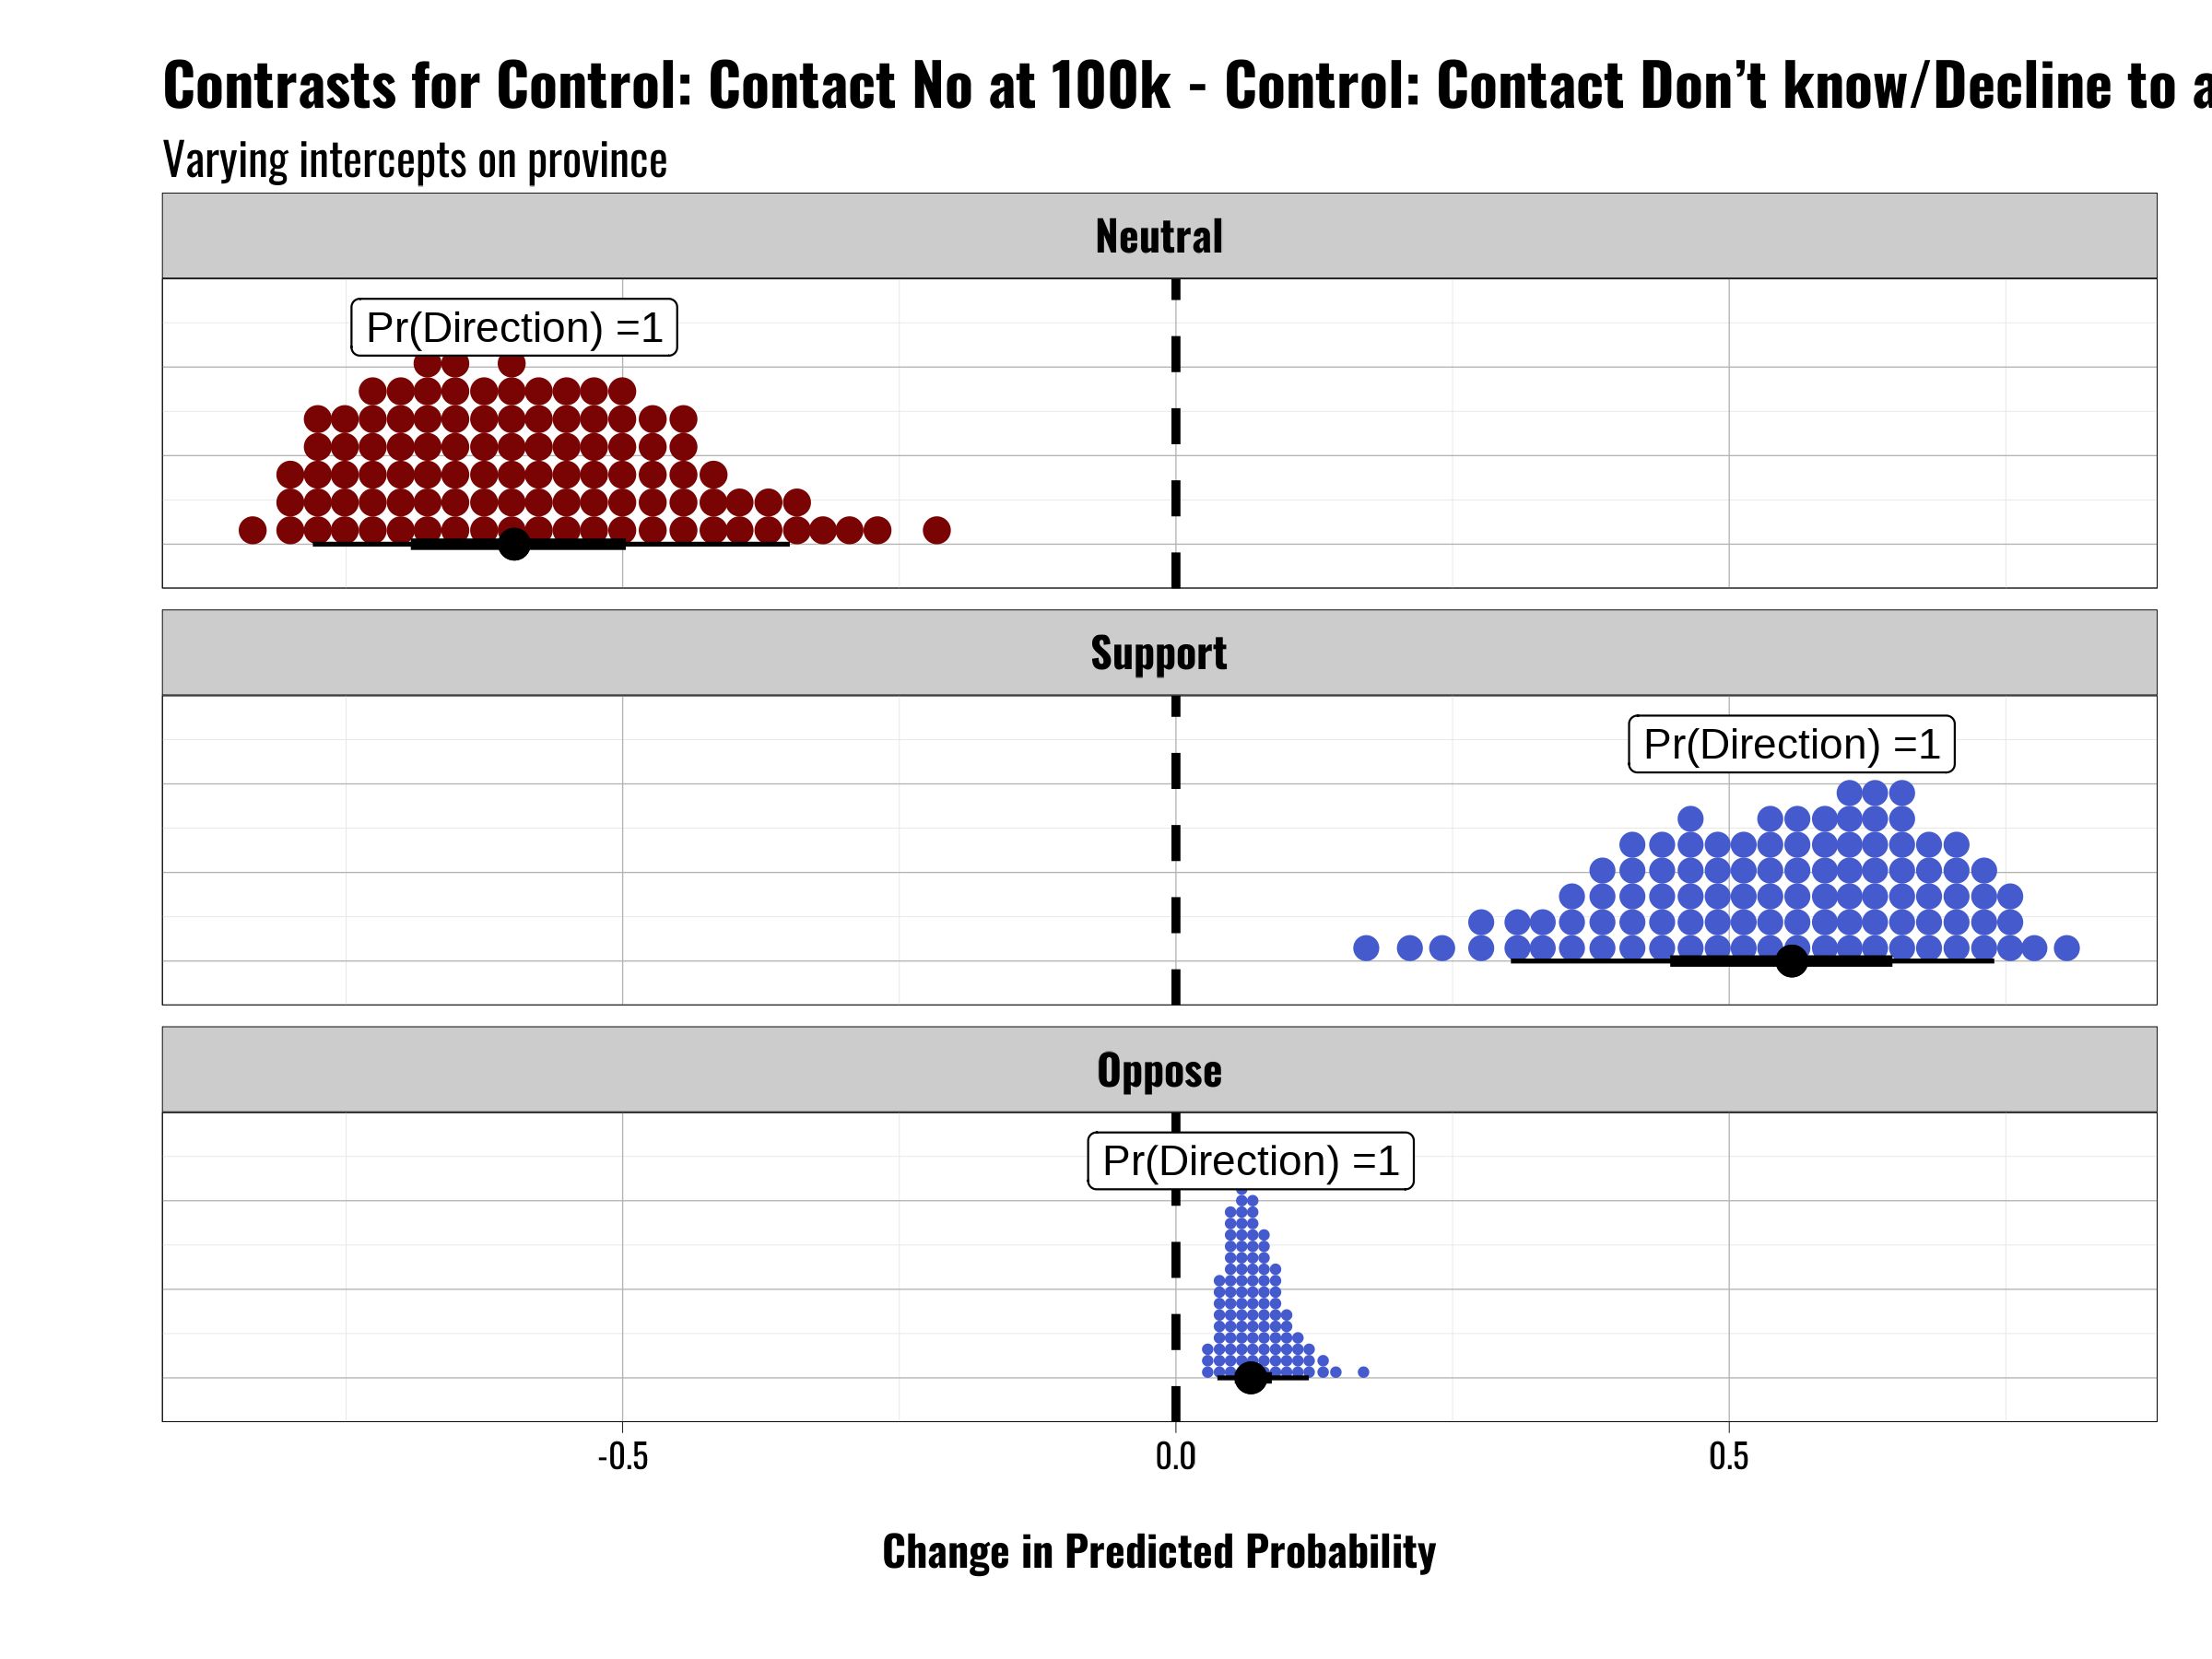 Contrasts for Control: Contact No at 100k - Control: Contact Don’t know/Decline to a
Varying intercepts on province
Neutral
Pr(Direction) =1
Support
Pr(Direction) =1
Oppose
Pr(Direction) =1
-0.5 0.0 0.5
Change in Predicted Probability